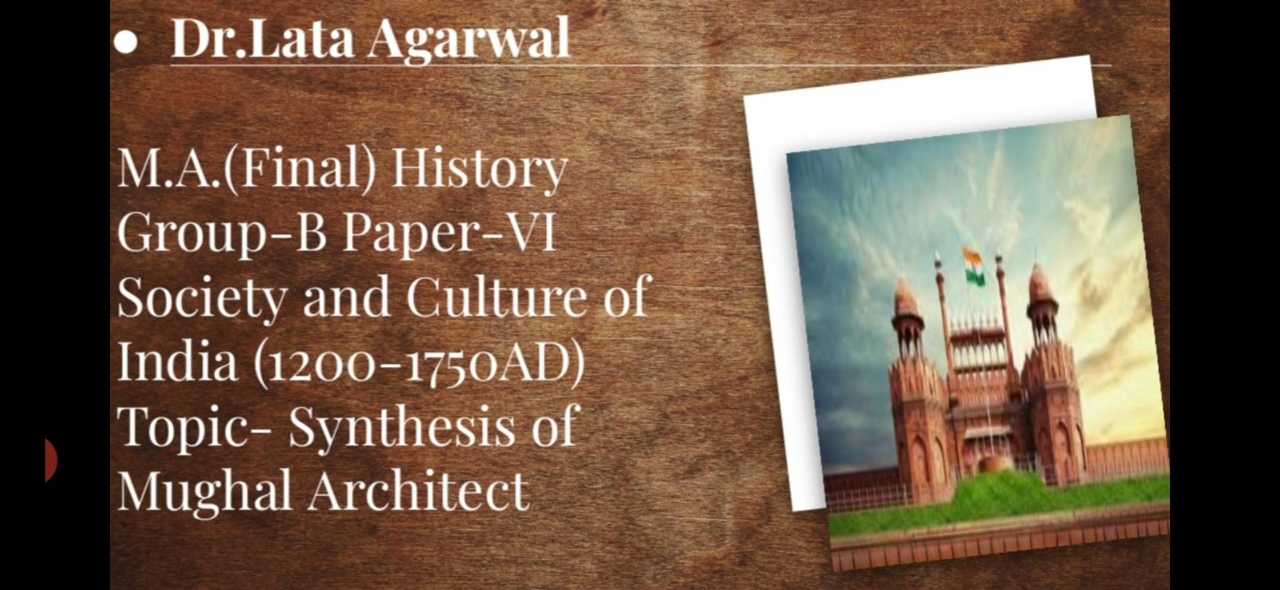 • Dr.Lata Agarwal
M.A.(Final) History
Group-B Paper-VI
Society and Culture of
India (1200-1750AD)
Topic- Synthesis of
Mughal Architect